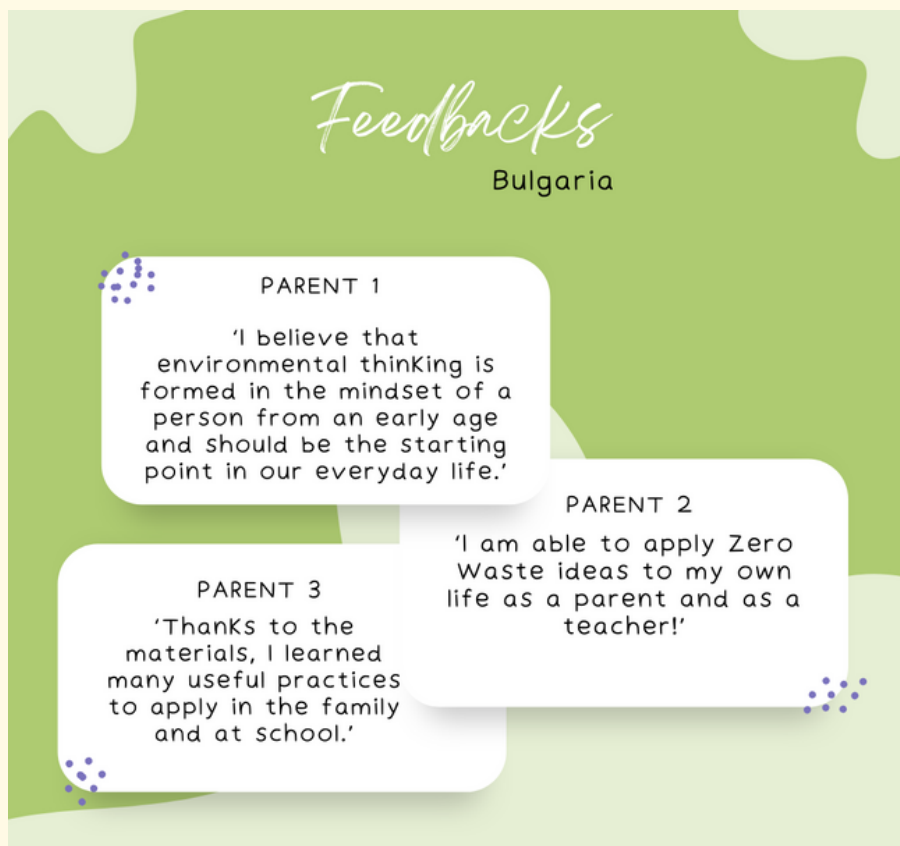 Feedbacks
Bulgaria
PARENT 1
‘I believe that
environmental thinking is
formed in the mindset of a
person from an early age
and should be the starting
point in our everyday life.’
PARENT 2
‘I am able to apply Zero
Waste ideas to my own
life as a parent and as a
teacher!’
PARENT 3
‘Thanks to the
materials, I learned
many useful practices
to apply in the family
and at school.’